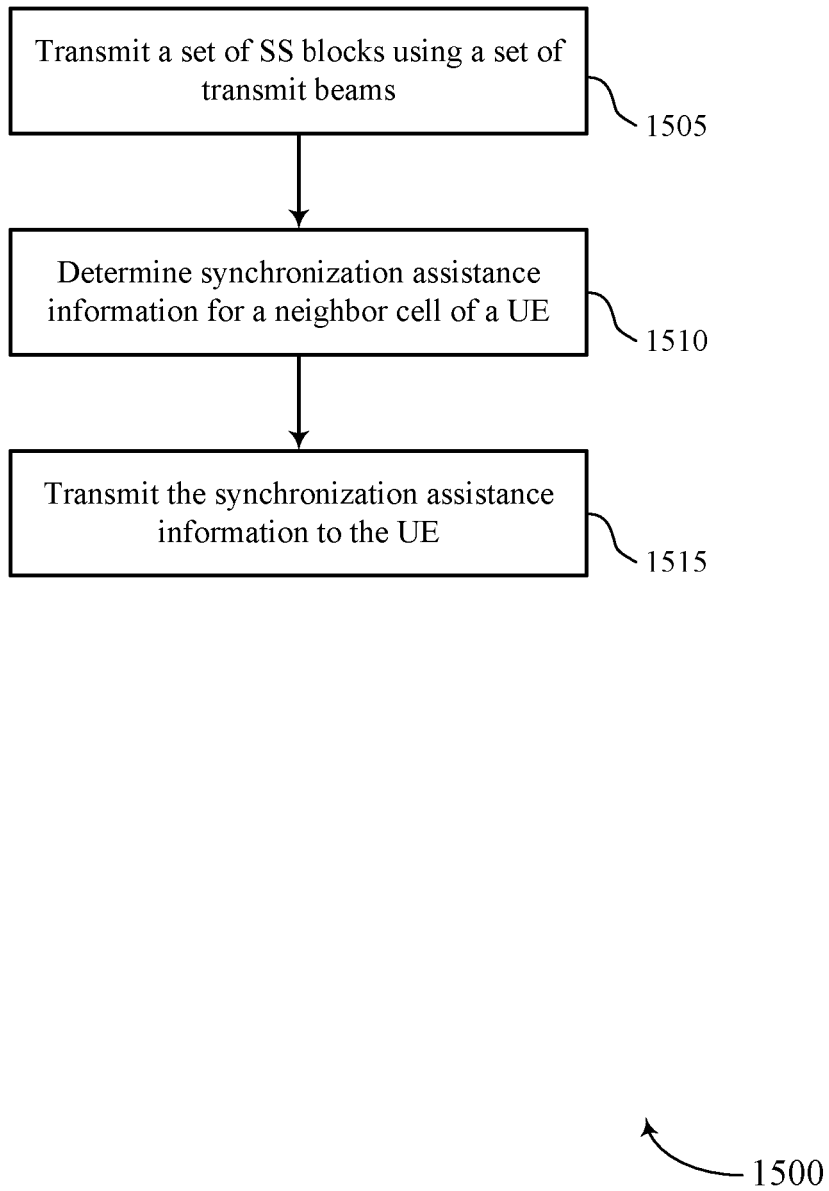 Transmit a set of SS blocks using a set of
transmit beams
1505
Determine synchronization assistance
information for a neighbor cell of a UE
1510
Transmit the synchronization assistance
information to the UE
1515
1500